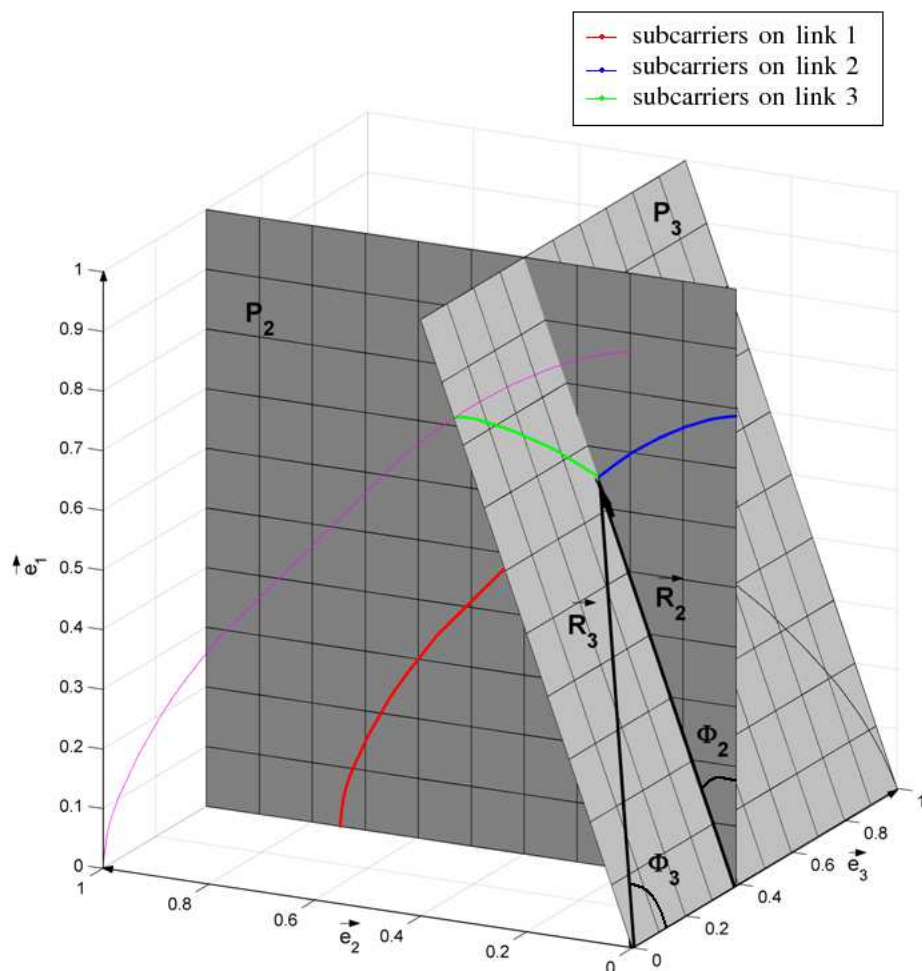 subcarriers on link 1
subcarriers on link 2
subcarriers on link 3
P₃
1
0.9
P₂
0.8
0.7
0.6
e₁
0.5
R₃
R₂
0.4
0.3
0.2
Φ₂
0.1
0
1
Φ₃
1
0.8
0.8
0.6
e₃
0.6
0.4
e₂
0.4
0.2
0.2
0
0